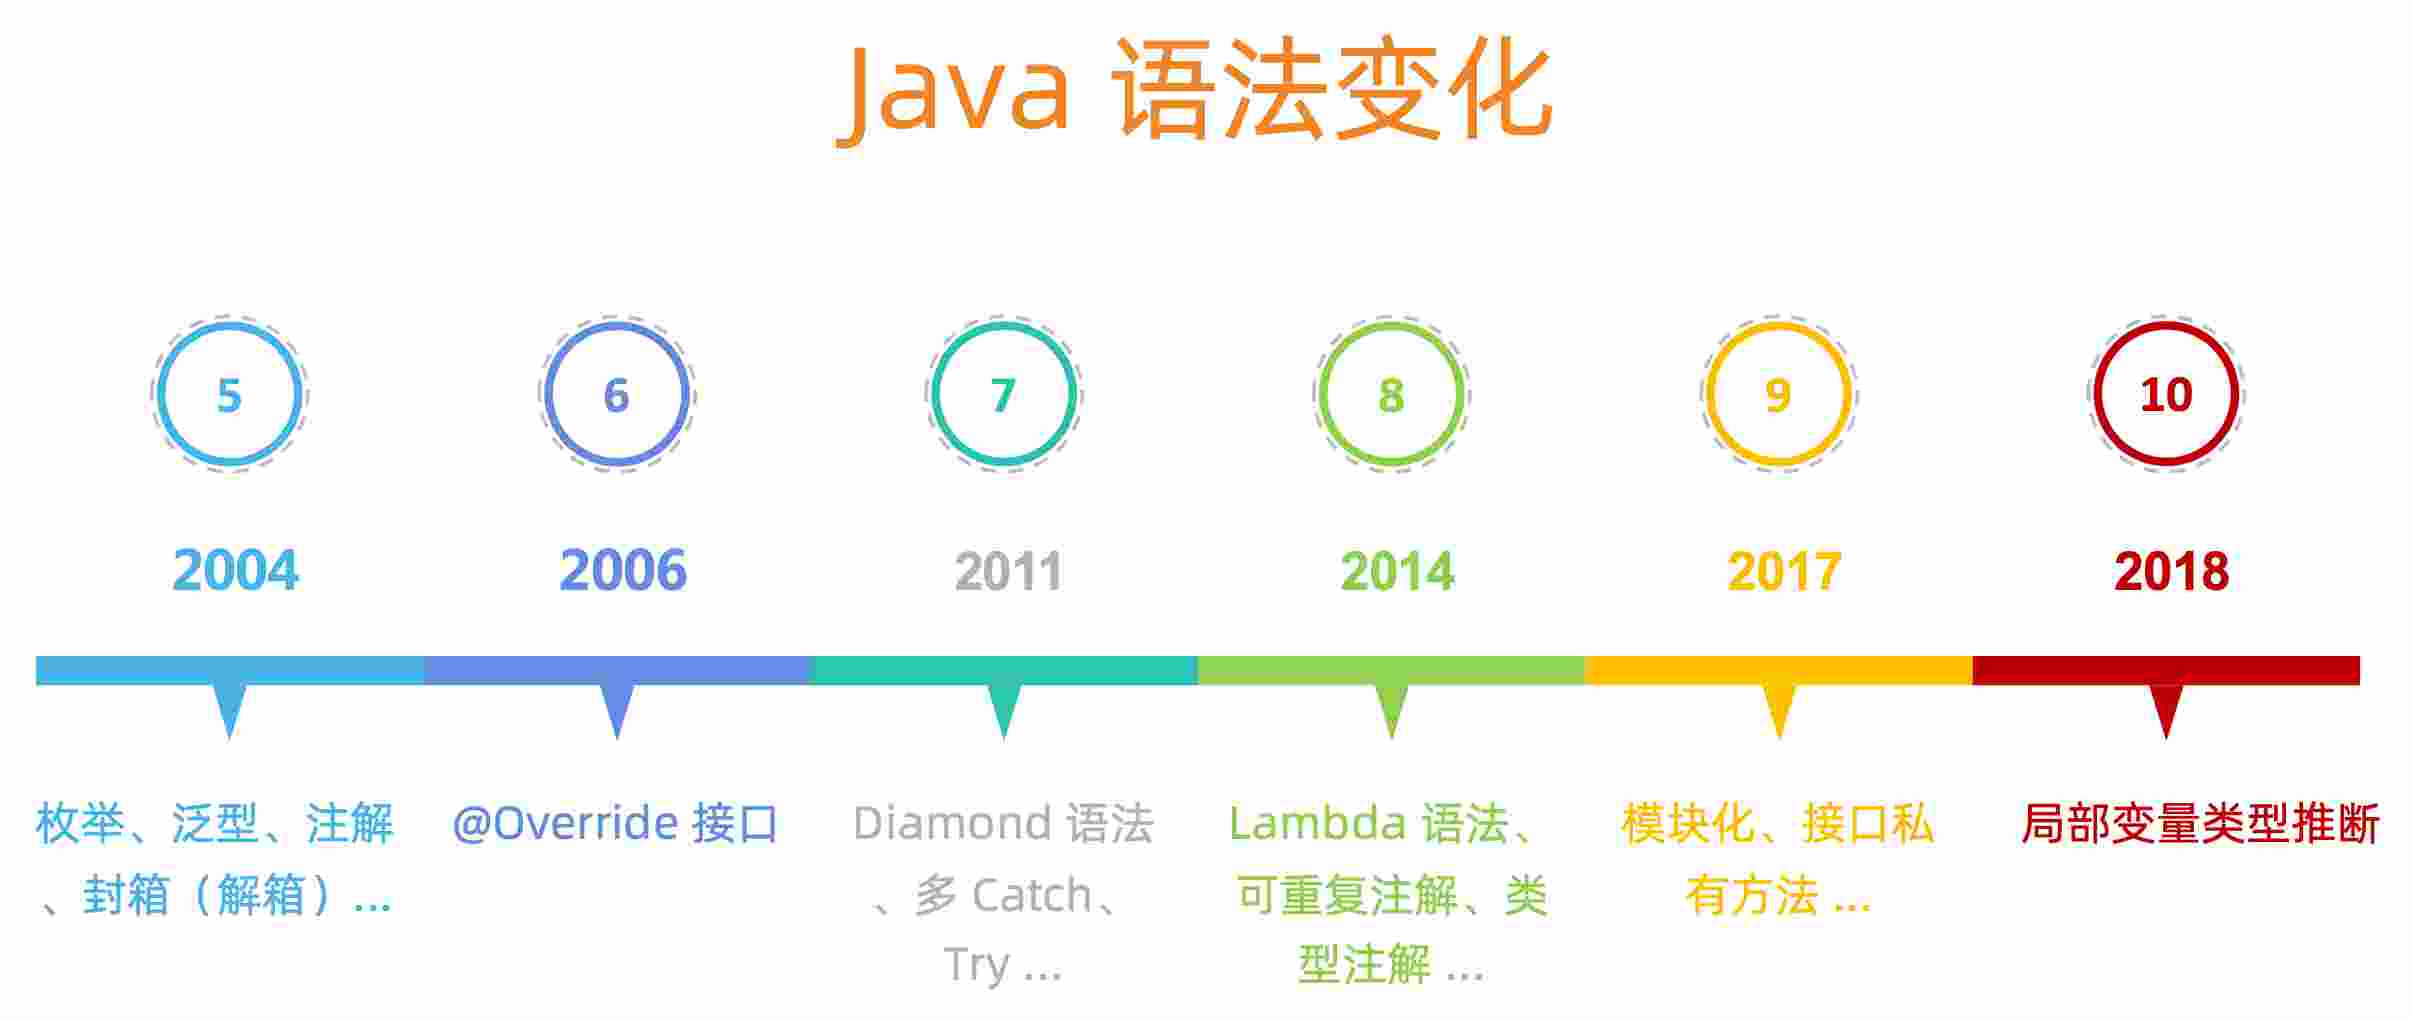 Java 语法变化
5
6
7
8
9
10
2004
2006
2011
2014
2017
2018
枚举、泛型、注解
、封箱（解箱）...
@Override 接口
Diamond 语法
、多 Catch、
Try ...
Lambda 语法、
可重复注解、类
型注解 ...
模块化、接口私
有方法 ...
局部变量类型推断